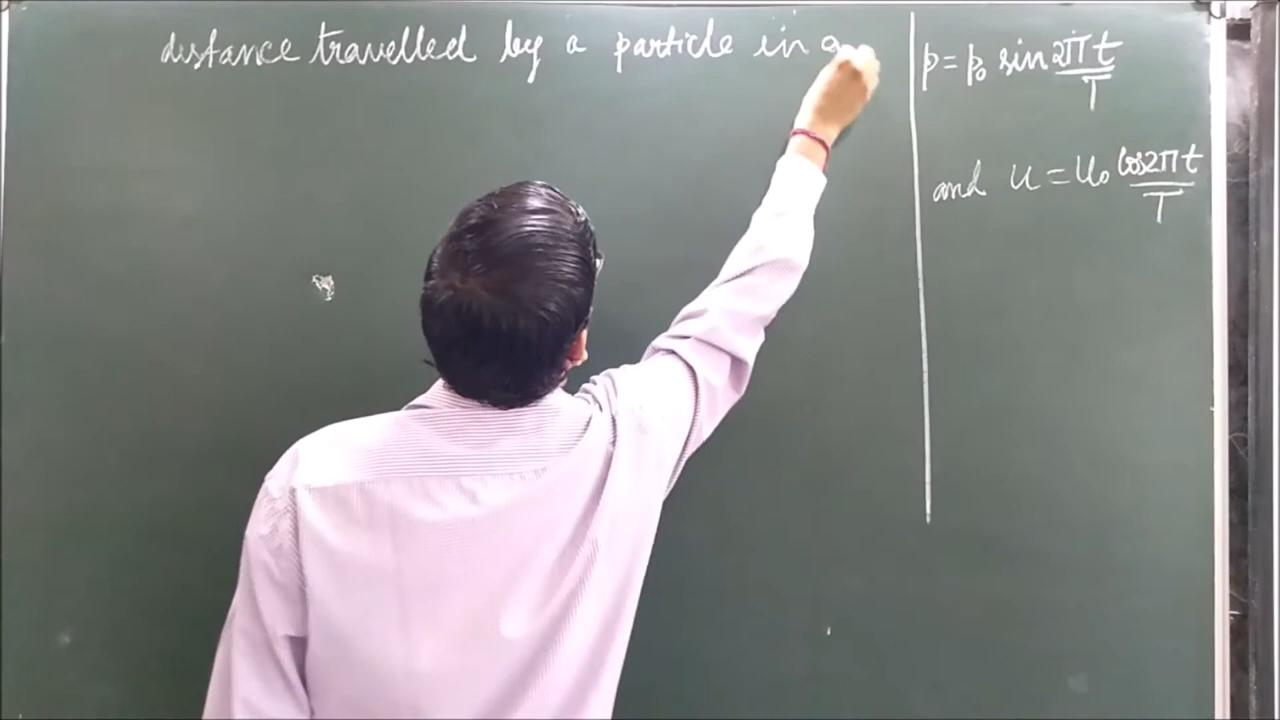 distance travelled by a particle in a
p = p₀ sin 2πt/T
and u = u₀ cos 2πt/T